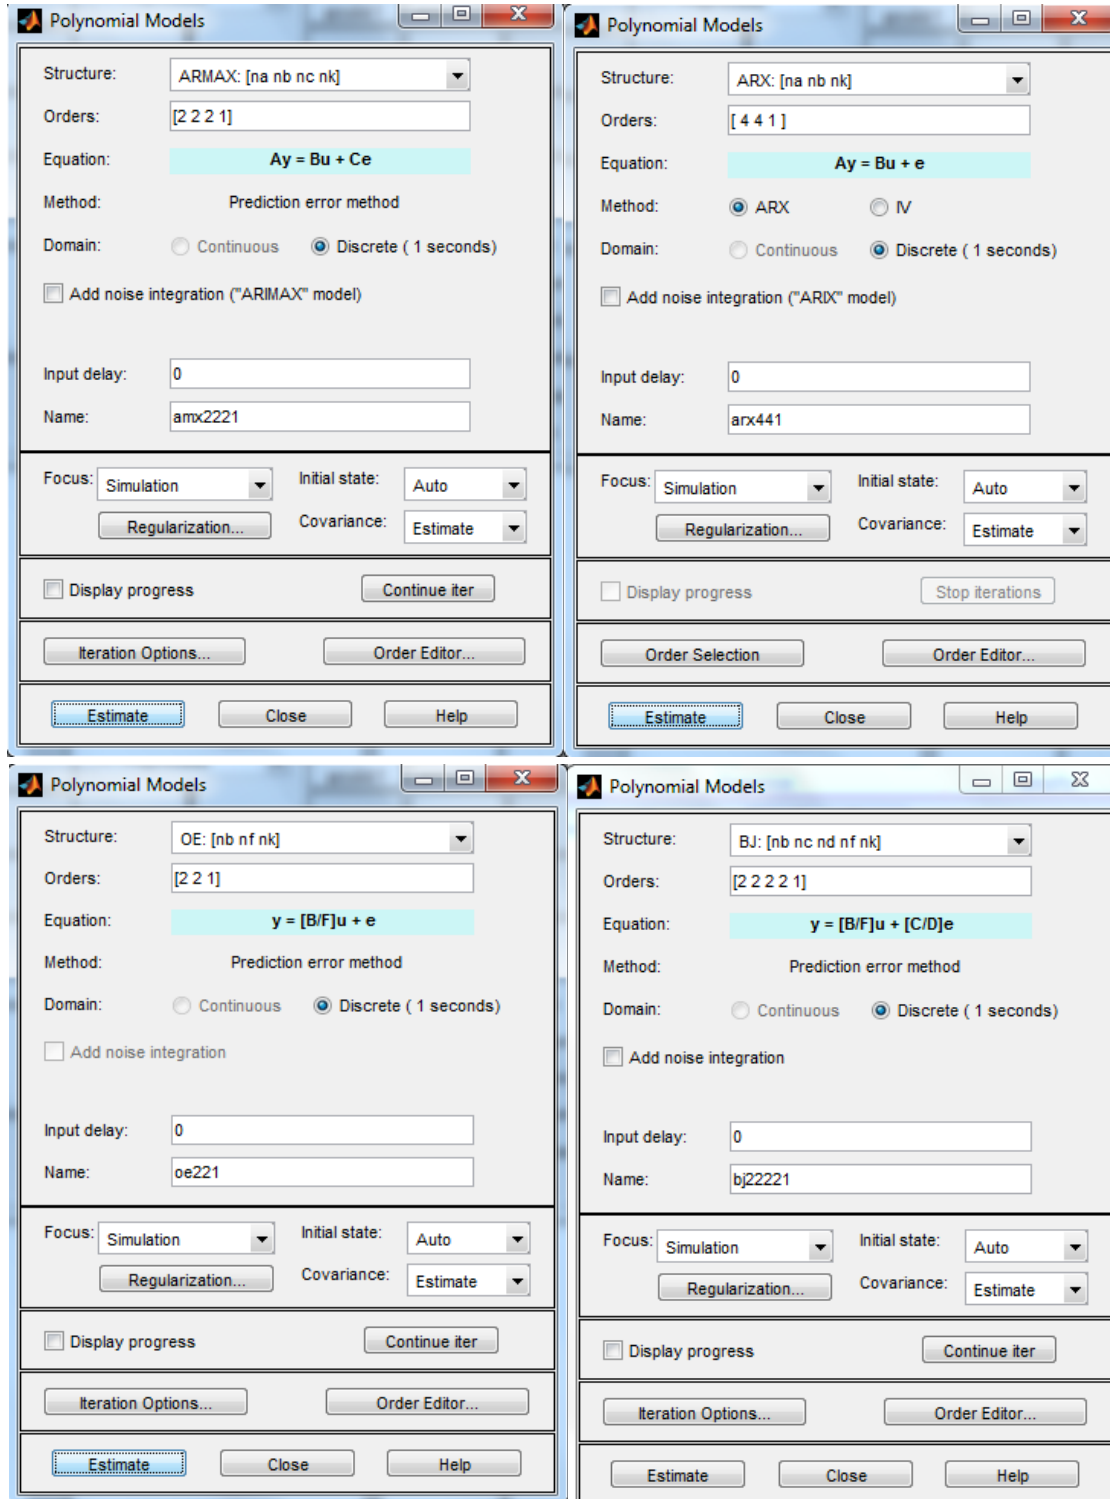 Polynomial Models
Structure: ARMAX: [na nb nc nk]
Orders: [2 2 2 1]
Equation: Ay = Bu + Ce
Method: Prediction error method
Domain: Continuous Discrete ( 1 seconds)
Add noise integration ("ARIMAX" model)
Input delay: 0
Name: amx2221
Focus: Simulation Initial state: Auto
Regularization... Covariance: Estimate
Display progress Continue iter
Iteration Options... Order Editor...
Estimate Close Help
Polynomial Models
Structure: ARX: [na nb nk]
Orders: [ 4 4 1 ]
Equation: Ay = Bu + e
Method: ARX IV
Domain: Continuous Discrete ( 1 seconds)
Add noise integration ("ARIX" model)
Input delay: 0
Name: arx441
Focus: Simulation Initial state: Auto
Regularization... Covariance: Estimate
Display progress Stop iterations
Order Selection Order Editor...
Estimate Close Help
Polynomial Models
Structure: OE: [nb nf nk]
Orders: [2 2 1]
Equation: y = [B/F]u + e
Method: Prediction error method
Domain: Continuous Discrete ( 1 seconds)
Add noise integration
Input delay: 0
Name: oe221
Focus: Simulation Initial state: Auto
Regularization... Covariance: Estimate
Display progress Continue iter
Iteration Options... Order Editor...
Estimate Close Help
Polynomial Models
Structure: BJ: [nb nc nd nf nk]
Orders: [2 2 2 2 1]
Equation: y = [B/F]u + [C/D]e
Method: Prediction error method
Domain: Continuous Discrete ( 1 seconds)
Add noise integration
Input delay: 0
Name: bj22221
Focus: Simulation Initial state: Auto
Regularization... Covariance: Estimate
Display progress Continue iter
Iteration Options... Order Editor...
Estimate Close Help